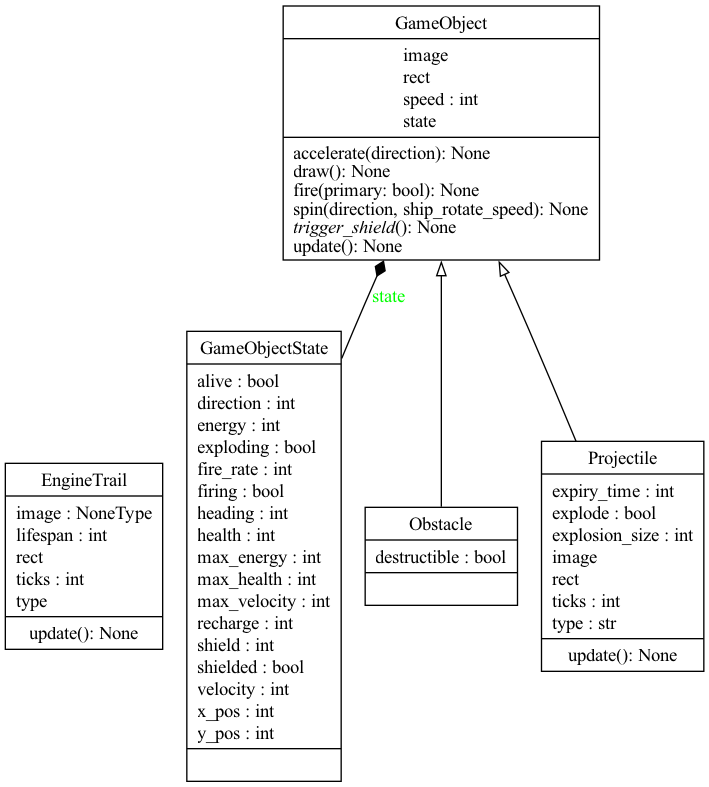 GameObject
image
rect
speed : int
state
accelerate(direction): None
draw(): None
fire(primary: bool): None
spin(direction, ship_rotate_speed): None
trigger_shield(): None
update(): None
state
GameObjectState
alive : bool
direction : int
energy : int
exploding : bool
fire_rate : int
firing : bool
heading : int
health : int
max_energy : int
max_health : int
max_velocity : int
recharge : int
shield : int
shielded : bool
velocity : int
x_pos : int
y_pos : int
EngineTrail
image : NoneType
lifespan : int
rect
ticks : int
type
update(): None
Obstacle
destructible : bool
Projectile
expiry_time : int
explode : bool
explosion_size : int
image
rect
ticks : int
type : str
update(): None